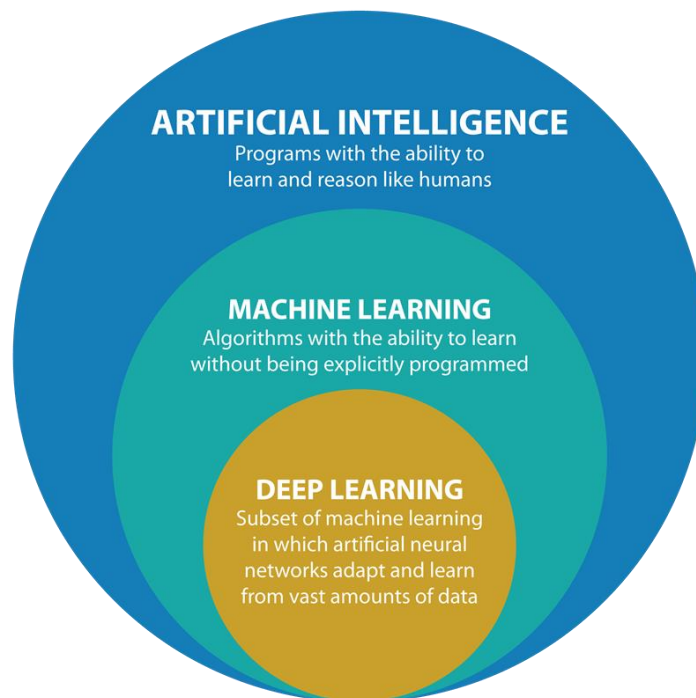 ARTIFICIAL INTELLIGENCE
Programs with the ability to
learn and reason like humans
MACHINE LEARNING
Algorithms with the ability to learn
without being explicitly programmed
DEEP LEARNING
Subset of machine learning
in which artificial neural
networks adapt and learn
from vast amounts of data